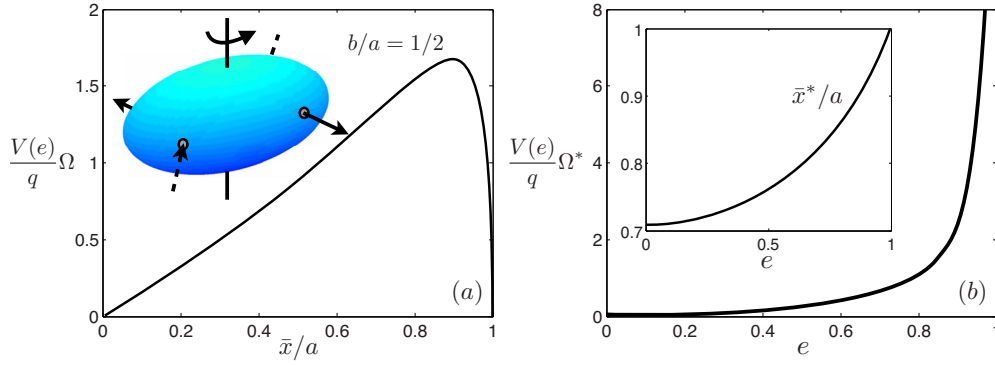 2
1.5
1
0.5
0
V(e)/q Ω
b/a = 1/2
(a)
0 0.2 0.4 0.6 0.8 1
x̄/a
8
6
4
2
0
V(e)/q Ω*
1
0.9
0.8
0.7
x̄*/a
0 0.5 1
e
(b)
0 0.2 0.4 0.6 0.8 1
e